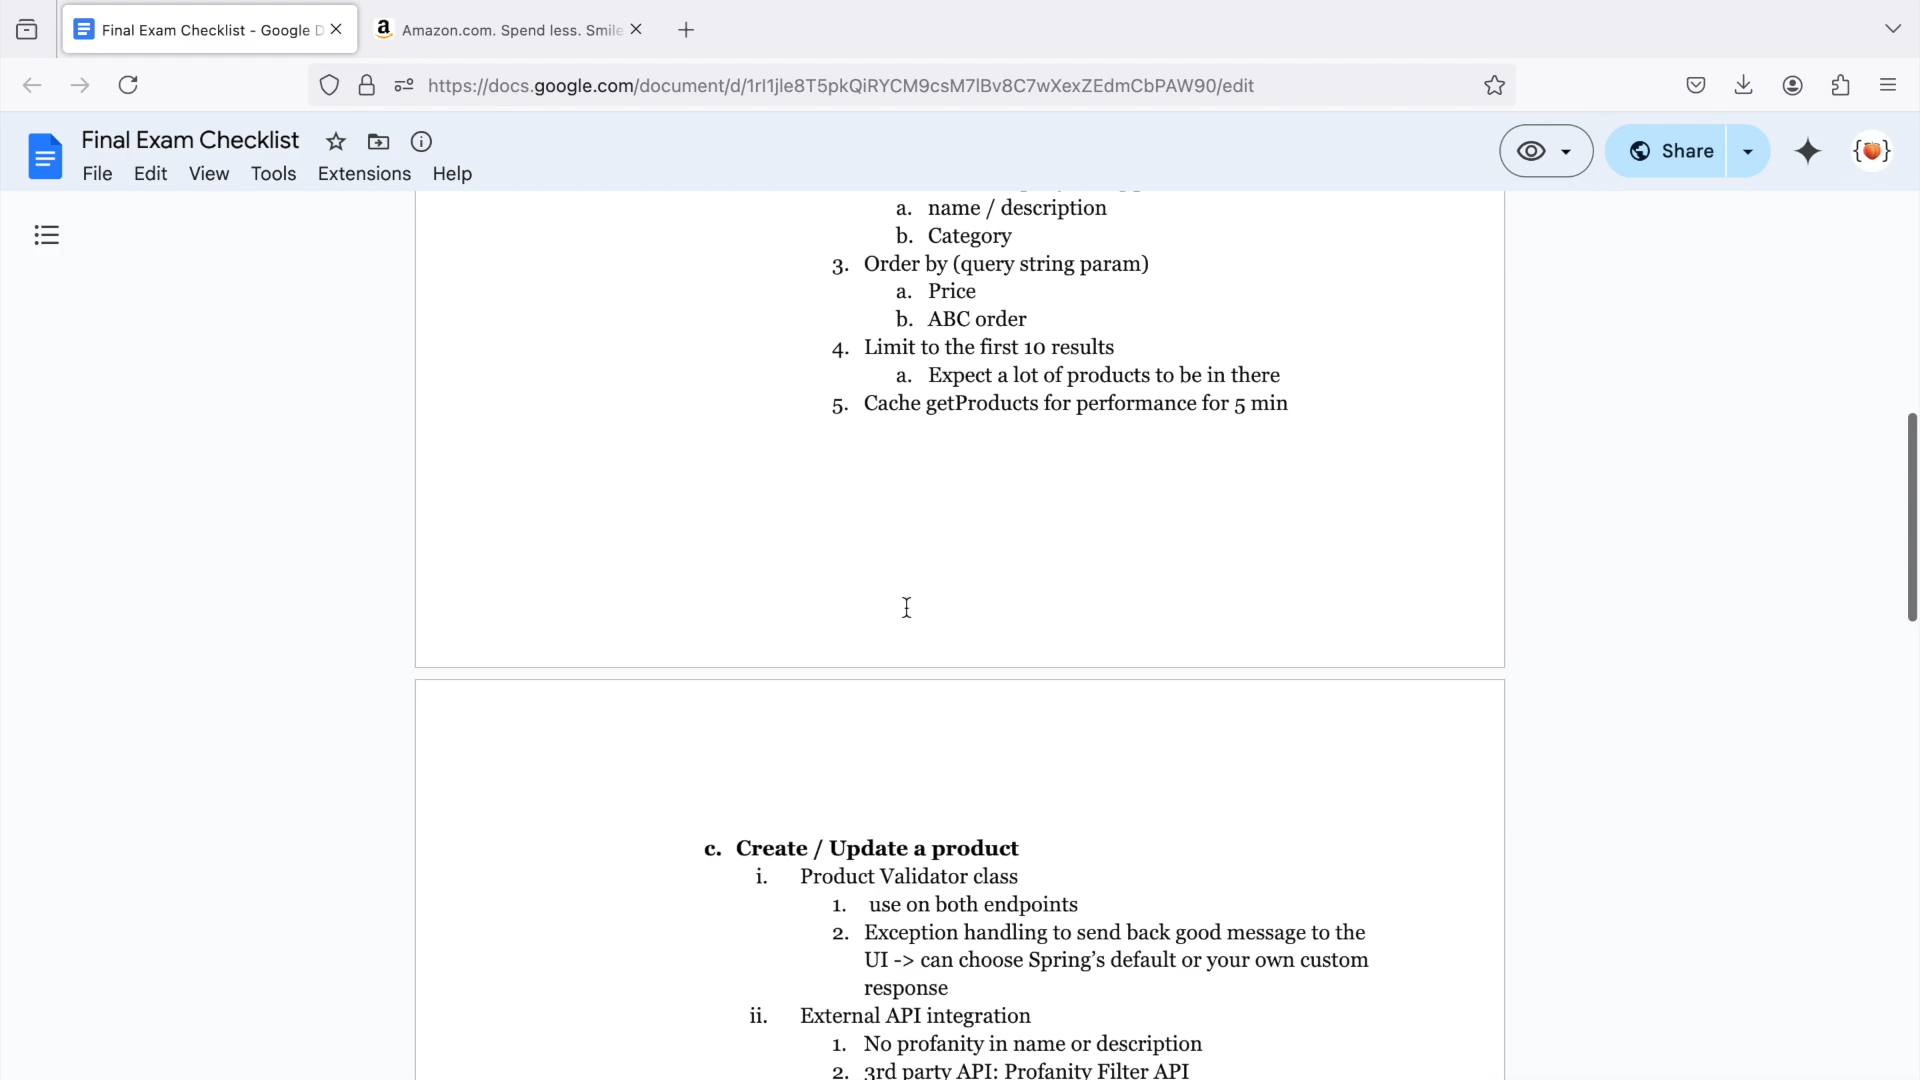 Final Exam Checklist - Google D
Amazon.com. Spend less. Smile
https://docs.google.com/document/d/1rI1jle8T5pkQiRYCM9csM7lBv8C7wXexZEdmCbPAW90/edit
Final Exam Checklist
File Edit View Tools Extensions Help
Share
a. name / description
b. Category
3. Order by (query string param)
a. Price
b. ABC order
4. Limit to the first 10 results
a. Expect a lot of products to be in there
5. Cache getProducts for performance for 5 min
c. Create / Update a product
i. Product Validator class
1. use on both endpoints
2. Exception handling to send back good message to the
UI -> can choose Spring’s default or your own custom
response
ii. External API integration
1. No profanity in name or description
2. 3rd party API: Profanity Filter API